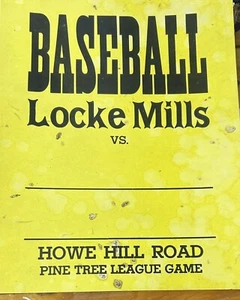 BASEBALL
Locke Mills
VS.
HOWE HILL ROAD
PINE TREE LEAGUE GAME